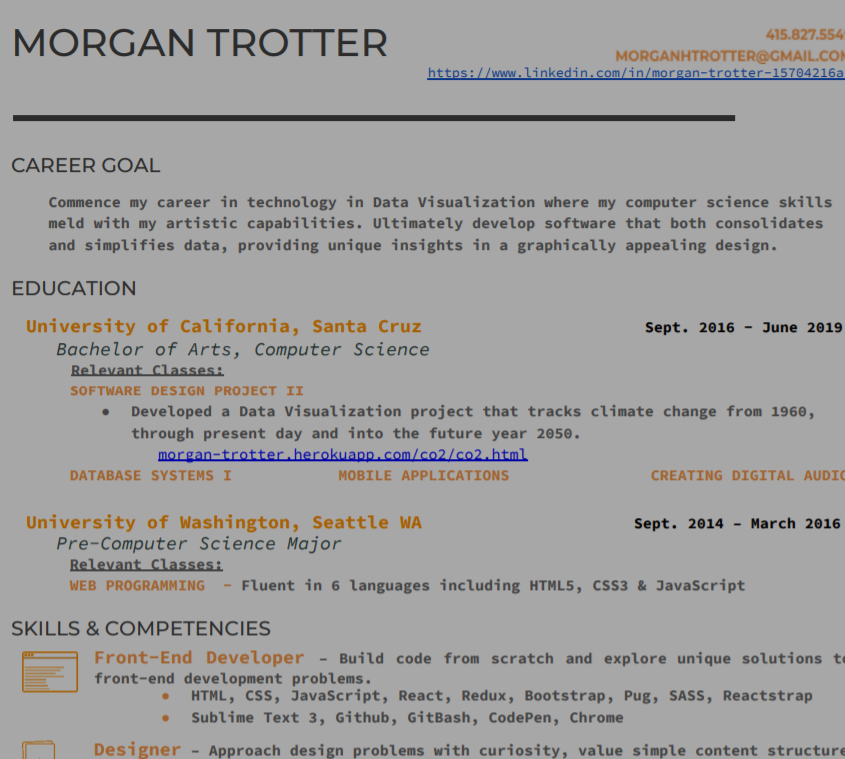 MORGAN TROTTER
415.827.554
MORGANHTROTTER@GMAIL.COM
https://www.linkedin.com/in/morgan-trotter-15704216a
CAREER GOAL
Commence my career in technology in Data Visualization where my computer science skills
meld with my artistic capabilities. Ultimately develop software that both consolidates
and simplifies data, providing unique insights in a graphically appealing design.
EDUCATION
University of California, Santa Cruz Sept. 2016 - June 2019
Bachelor of Arts, Computer Science
Relevant Classes:
SOFTWARE DESIGN PROJECT II
● Developed a Data Visualization project that tracks climate change from 1960,
through present day and into the future year 2050.
morgan-trotter.herokuapp.com/co2/co2.html
DATABASE SYSTEMS I MOBILE APPLICATIONS CREATING DIGITAL AUDIO
University of Washington, Seattle WA Sept. 2014 - March 2016
Pre-Computer Science Major
Relevant Classes:
WEB PROGRAMMING - Fluent in 6 languages including HTML5, CSS3 & JavaScript
SKILLS & COMPETENCIES
Front-End Developer - Build code from scratch and explore unique solutions to
front-end development problems.
● HTML, CSS, JavaScript, React, Redux, Bootstrap, Pug, SASS, Reactstrap
● Sublime Text 3, Github, GitBash, CodePen, Chrome
Designer - Approach design problems with curiosity, value simple content structure